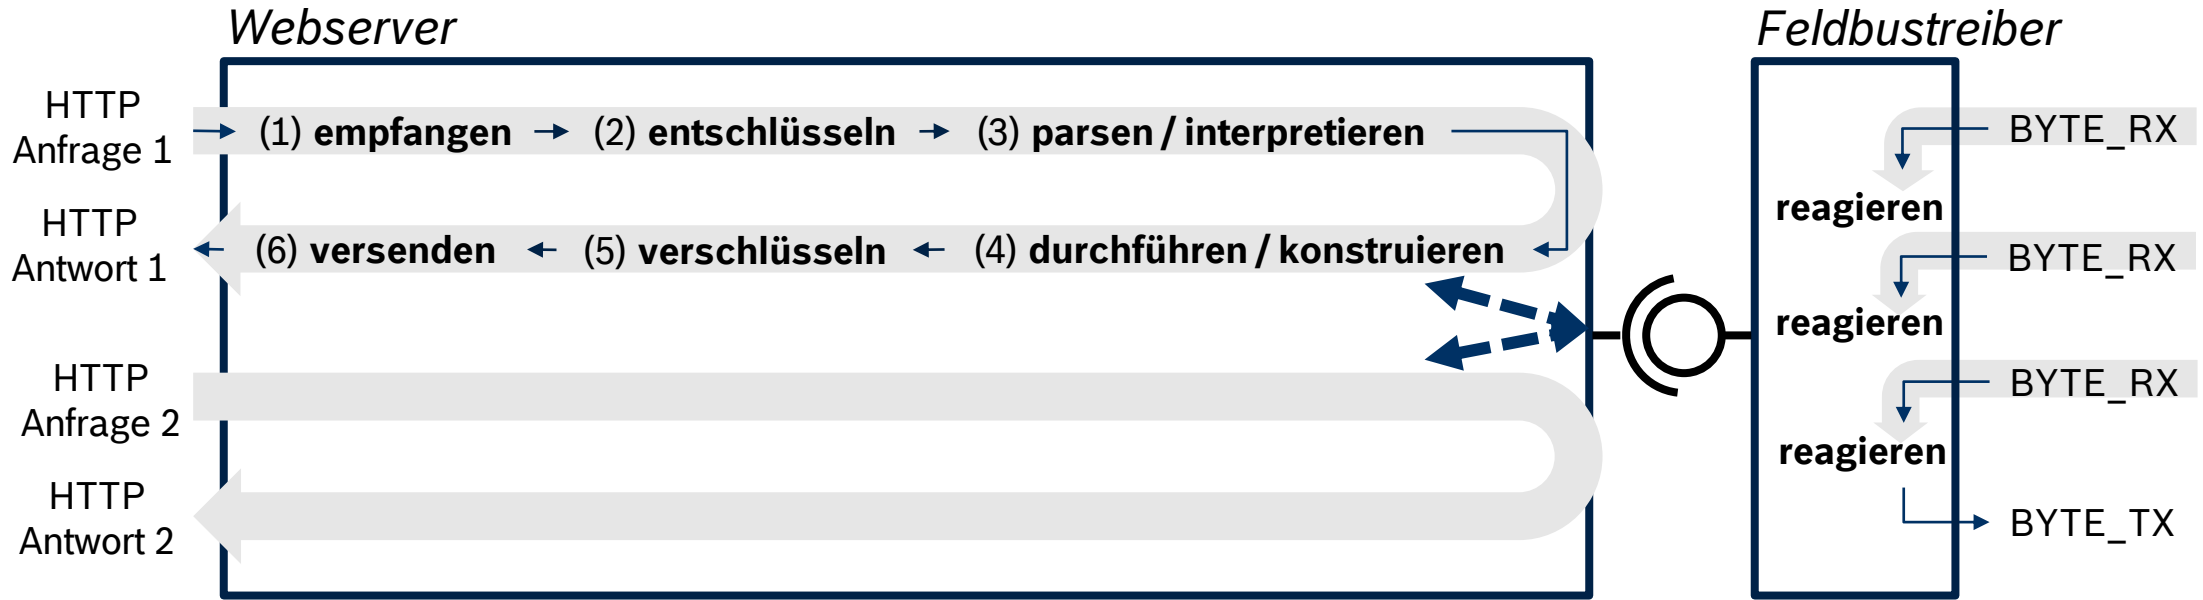 Webserver
HTTP
Anfrage 1
(1) empfangen
(2) entschlüsseln
(3) parsen / interpretieren
HTTP
Antwort 1
(6) versenden
(5) verschlüsseln
(4) durchführen / konstruieren
HTTP
Anfrage 2
HTTP
Antwort 2
Feldbustreiber
BYTE_RX
reagieren
BYTE_RX
reagieren
BYTE_RX
reagieren
BYTE_TX